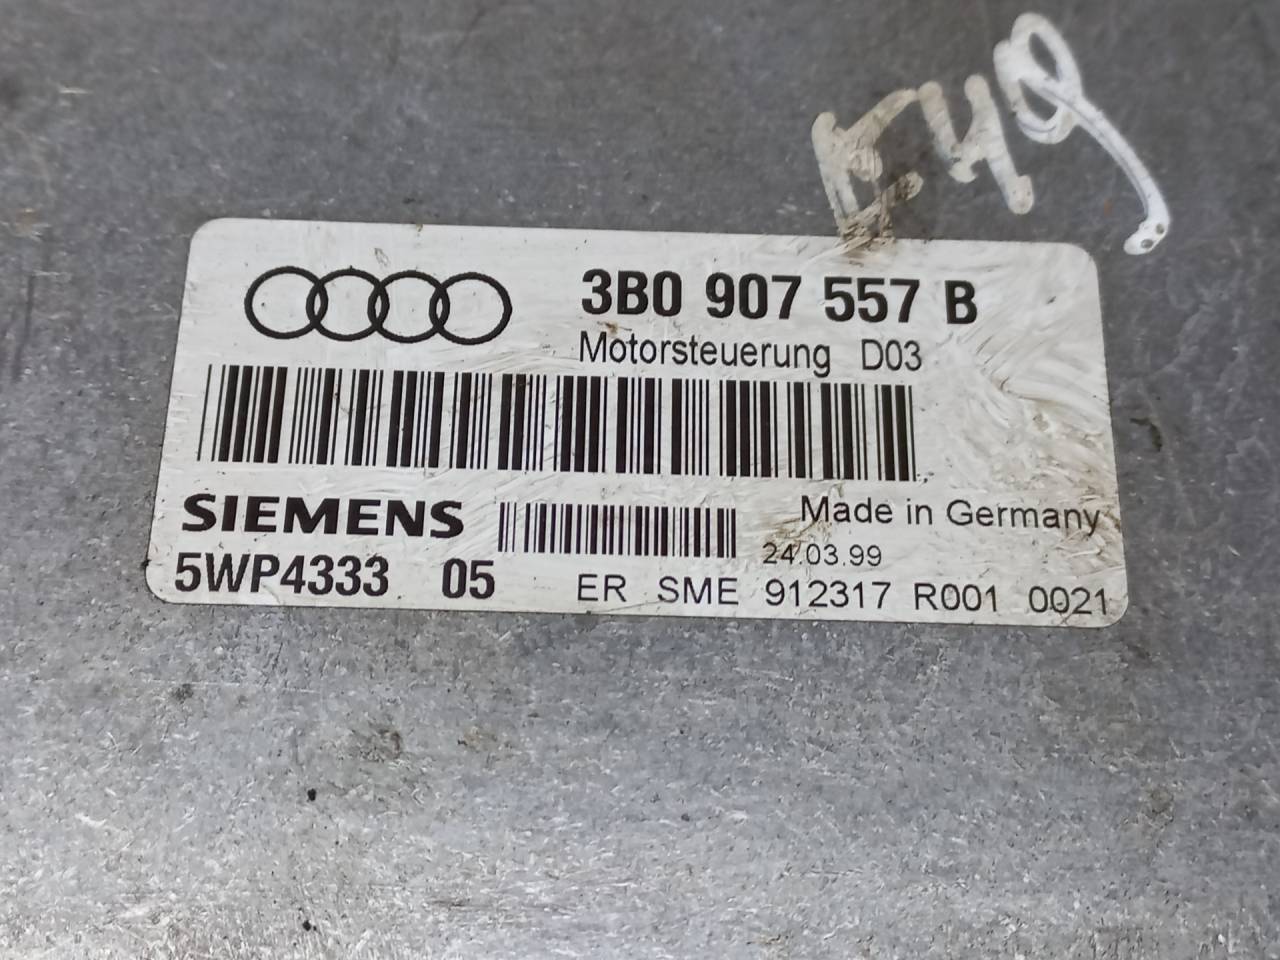 3B0 907 557 B
Motorsteuerung D03
SIEMENS
Made in Germany
24.03.99
5WP4333 05
ER SME 912317 R001 0021